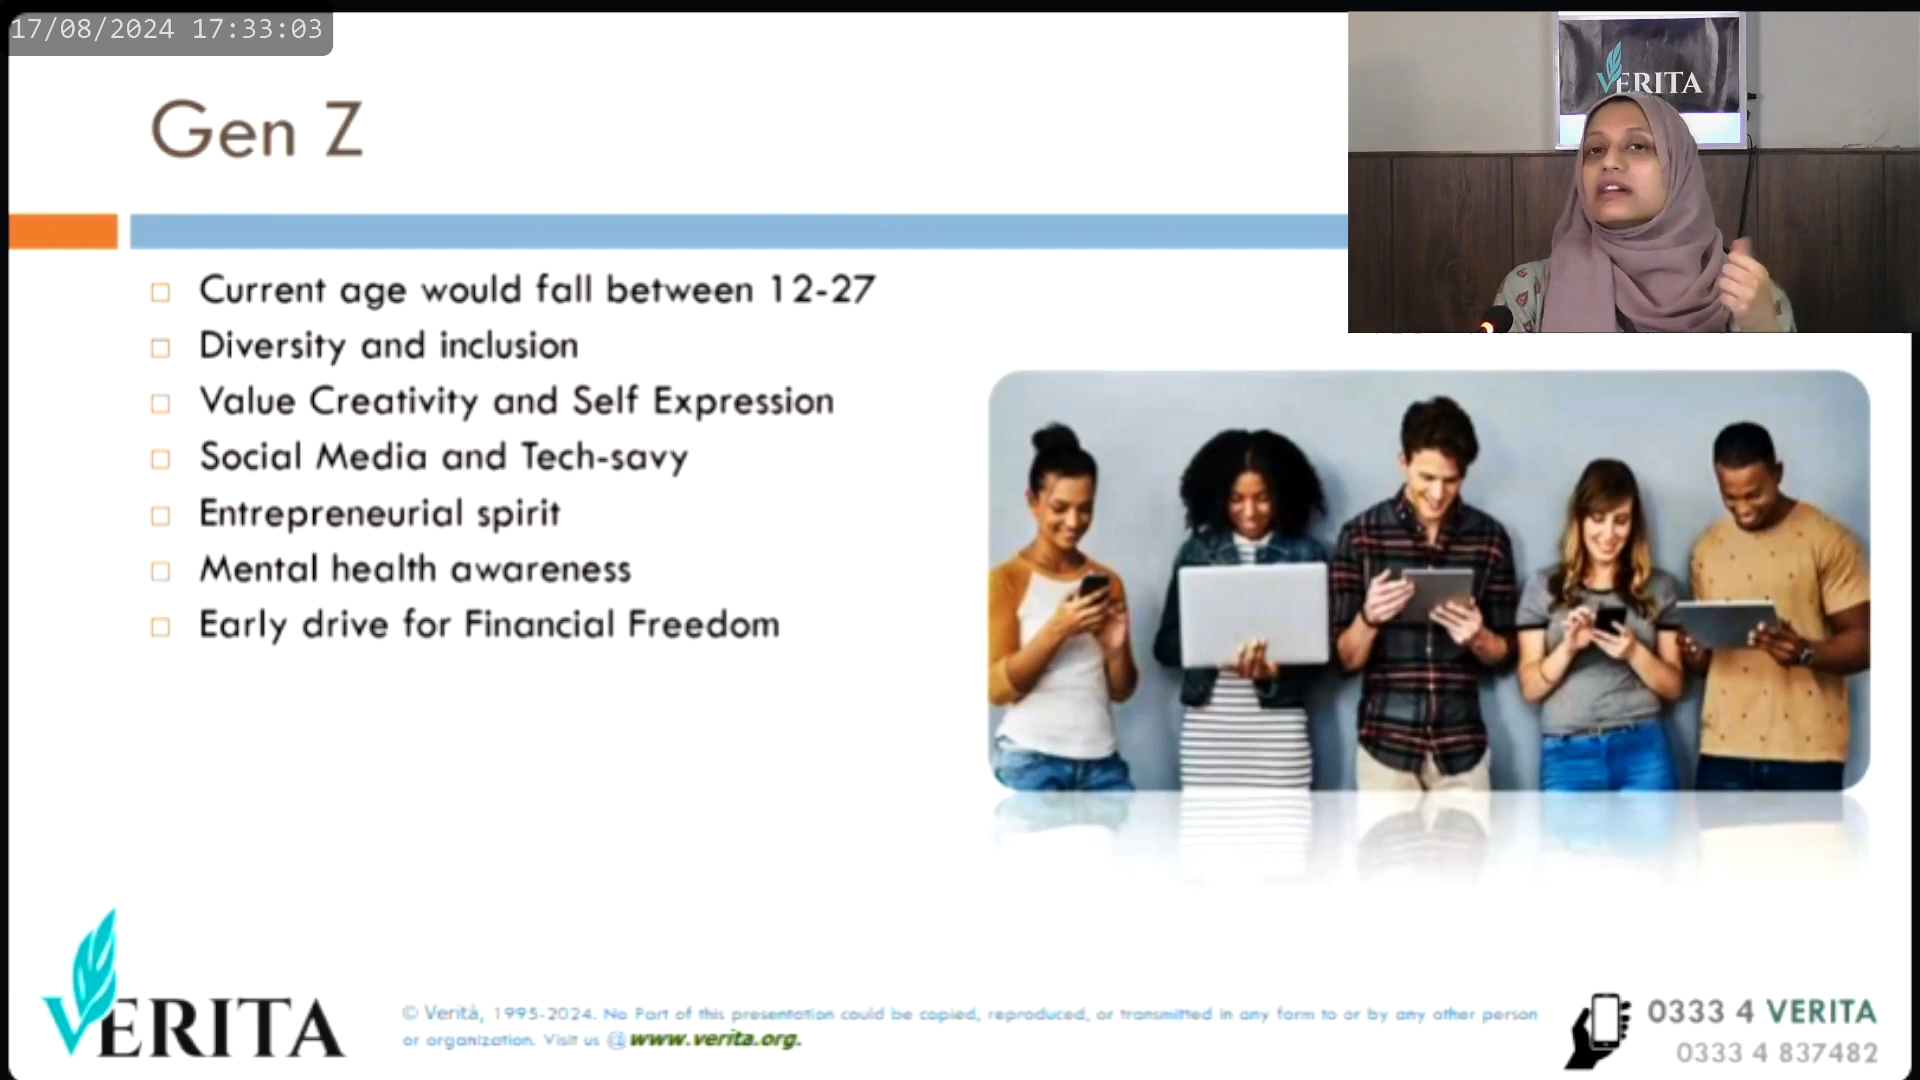 17/08/2024 17:33:03
VERITA
Gen Z
Current age would fall between 12-27
Diversity and inclusion
Value Creativity and Self Expression
Social Media and Tech-savy
Entrepreneurial spirit
Mental health awareness
Early drive for Financial Freedom
VERITA
© Verità, 1995-2024. No Part of this presentation could be copied, reproduced, or transmitted in any form to or by any other person
or organization. Visit us @www.verita.org.
0333 4 VERITA
0333 4 837482